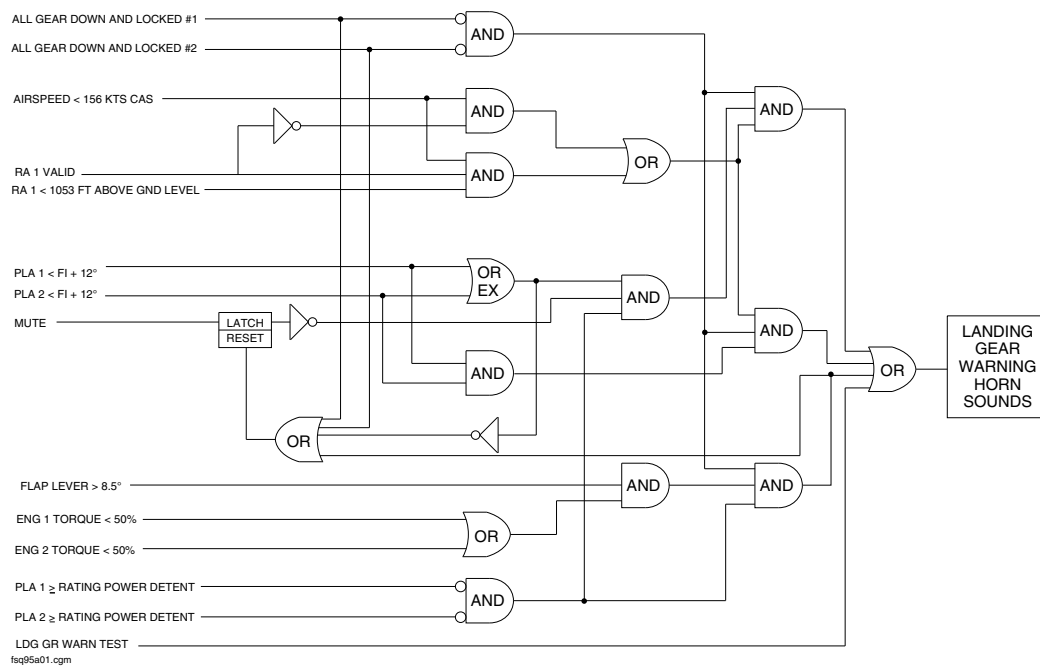 ALL GEAR DOWN AND LOCKED #1
AND
ALL GEAR DOWN AND LOCKED #2
AIRSPEED < 156 KTS CAS
AND
AND
OR
RA 1 VALID
AND
RA 1 < 1053 FT ABOVE GND LEVEL
PLA 1 < FI + 12°
OR
EX
PLA 2 < FI + 12°
AND
MUTE
LATCH
RESET
AND
LANDING
GEAR
WARNING
HORN
SOUNDS
AND
OR
OR
FLAP LEVER > 8.5°
AND
AND
ENG 1 TORQUE < 50%
OR
ENG 2 TORQUE < 50%
PLA 1 ≥ RATING POWER DETENT
AND
PLA 2 ≥ RATING POWER DETENT
LDG GR WARN TEST
fsq95a01.cgm